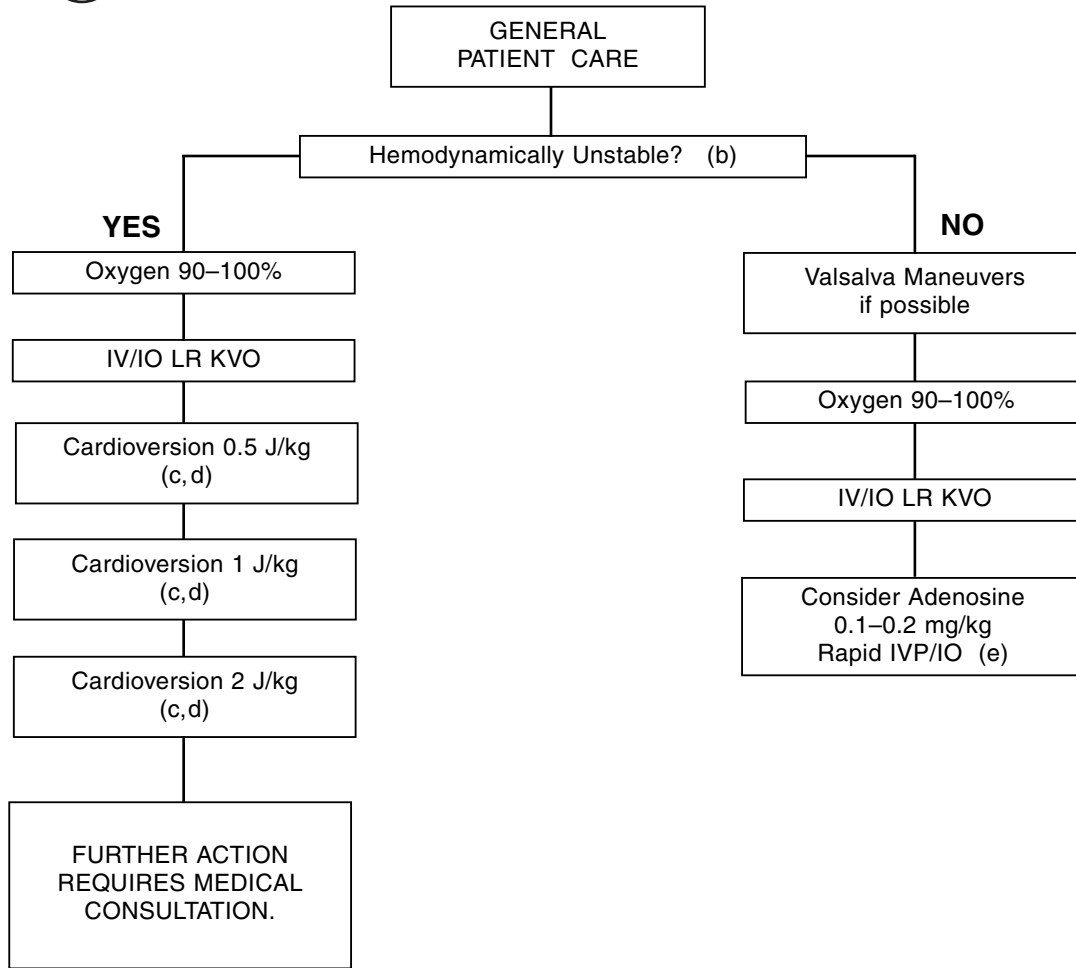 GENERAL
PATIENT CARE
Hemodynamically Unstable? (b)
YES
Oxygen 90–100%
IV/IO LR KVO
Cardioversion 0.5 J/kg
(c,d)
Cardioversion 1 J/kg
(c,d)
Cardioversion 2 J/kg
(c,d)
FURTHER ACTION
REQUIRES MEDICAL
CONSULTATION.
NO
Valsalva Maneuvers
if possible
Oxygen 90–100%
IV/IO LR KVO
Consider Adenosine
0.1–0.2 mg/kg
Rapid IVP/IO (e)